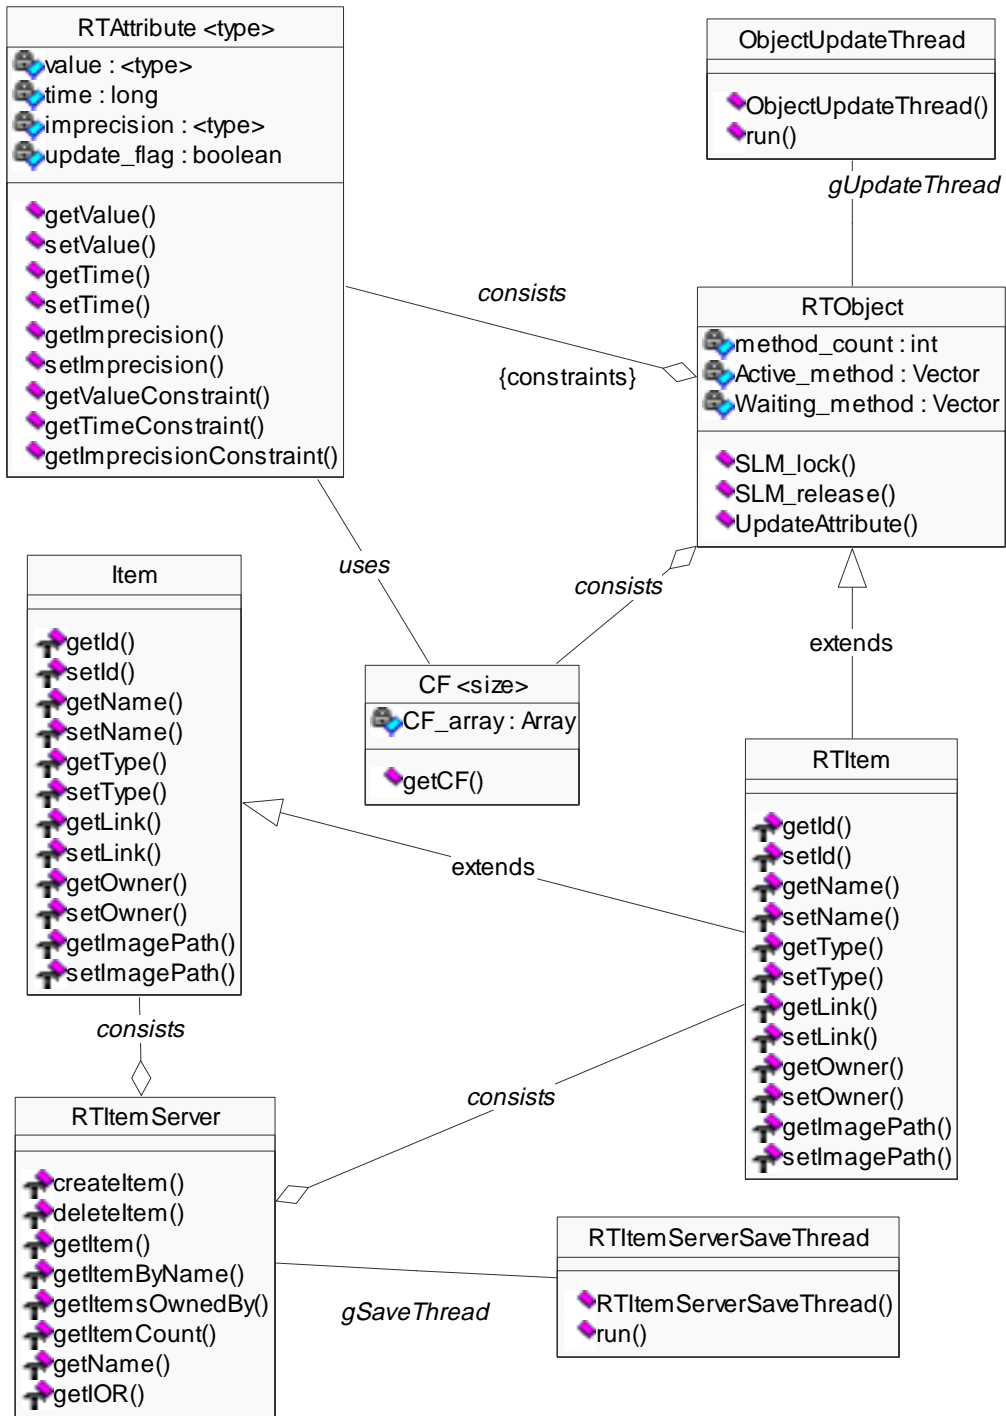 RTAttribute <type>
value : <type>
time : long
imprecision : <type>
update_flag : boolean
getValue()
setValue()
getTime()
setTime()
getImprecision()
setImprecision()
getValueConstraint()
getTimeConstraint()
getImprecisionConstraint()
ObjectUpdateThread
ObjectUpdateThread()
run()
gUpdateThread
consists
{constraints}
RTObject
method_count : int
Active_method : Vector
Waiting_method : Vector
SLM_lock()
SLM_release()
UpdateAttribute()
uses
consists
extends
Item
getId()
setId()
getName()
setName()
getType()
setType()
getLink()
setLink()
getOwner()
setOwner()
getImagePath()
setImagePath()
CF <size>
CF_array : Array
getCF()
extends
RTItem
getId()
setId()
getName()
setName()
getType()
setType()
getLink()
setLink()
getOwner()
setOwner()
getImagePath()
setImagePath()
consists
consists
RTItemServer
createItem()
deleteItem()
getItem()
getItemByName()
getItemsOwnedBy()
getItemCount()
getName()
getIOR()
gSaveThread
RTItemServerSaveThread
RTItemServerSaveThread()
run()